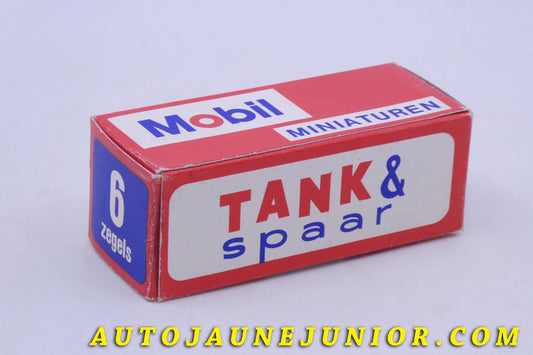 Mobil
MINIATUREN
6
zegels
TANK &
spaar
AUTOJAUNEJUNIOR.COM